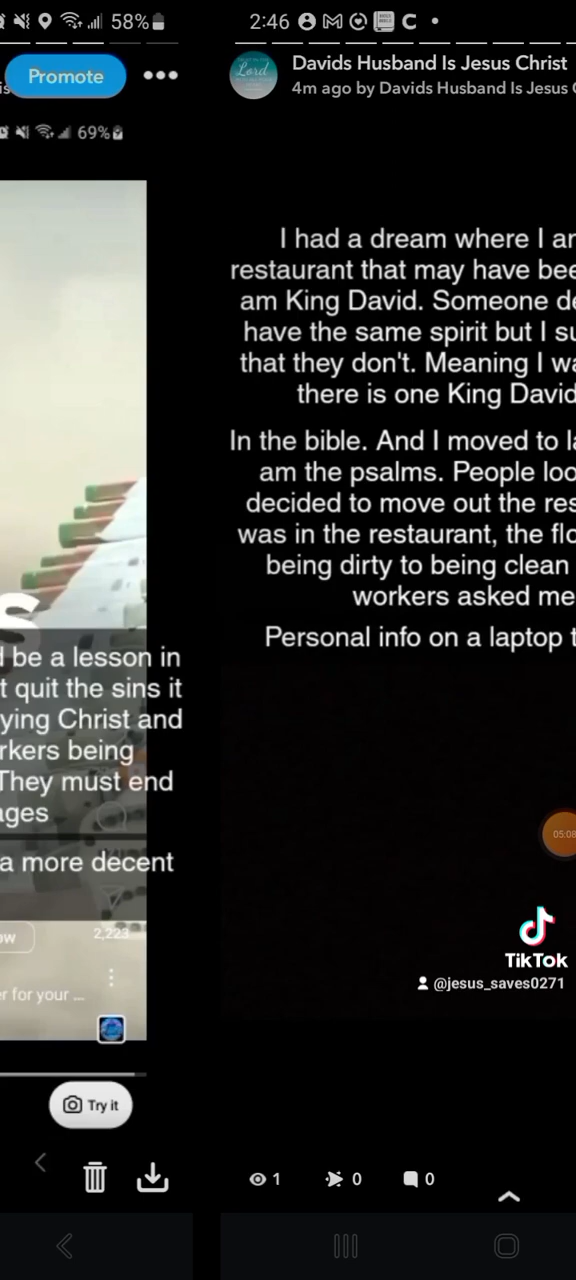 58%
Promote
69%
S
d be a lesson in
t quit the sins it
ying Christ and
rkers being
They must end
ages
a more decent
ow
2,223
er for your ...
Try it
2:46
Davids Husband Is Jesus Christ
4m ago by Davids Husband Is Jesus C
I had a dream where I ar
restaurant that may have bee
am King David. Someone de
have the same spirit but I su
that they don't. Meaning I wa
there is one King David
In the bible. And I moved to la
am the psalms. People loo
decided to move out the res
was in the restaurant, the flo
being dirty to being clean
workers asked me
Personal info on a laptop t
05:08
TikTok
@jesus_saves0271
1
0
0